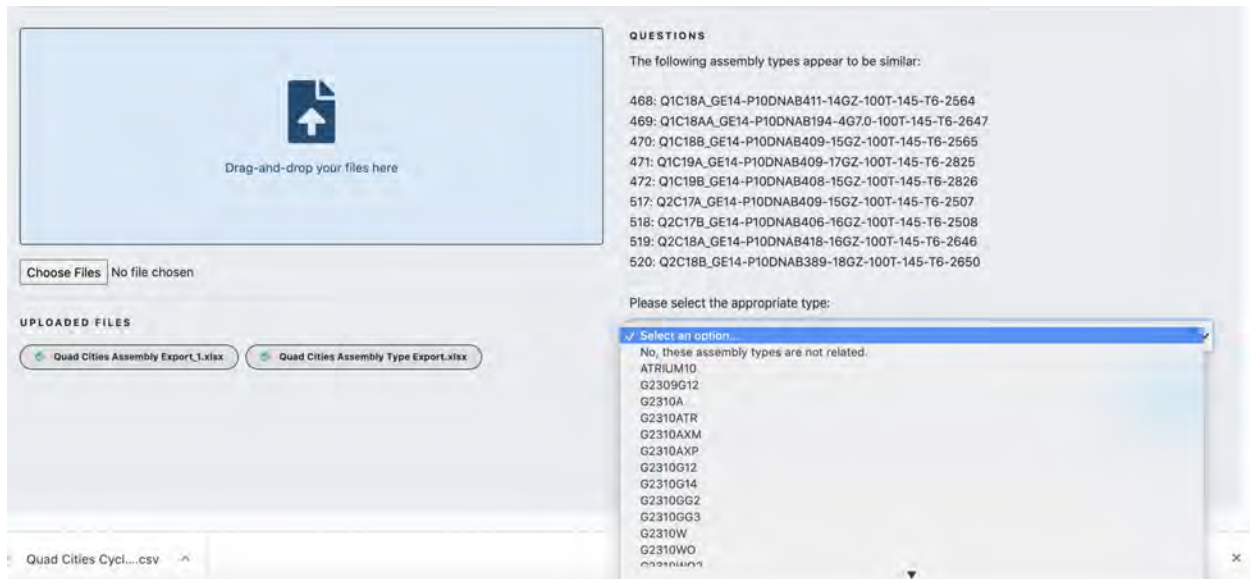 Drag-and-drop your files here
Choose Files No file chosen
UPLOADED FILES
Quad Cities Assembly Export_1.xlsx
Quad Cities Assembly Type Export.xlsx
QUESTIONS
The following assembly types appear to be similar:
468: Q1C18A_GE14-P10DNAB411-14GZ-100T-145-T6-2564
469: Q1C18AA_GE14-P10DNAB194-4G7.0-100T-145-T6-2647
470: Q1C18B_GE14-P10DNAB409-15GZ-100T-145-T6-2565
471: Q1C19A_GE14-P10DNAB409-17GZ-100T-145-T6-2825
472: Q1C19B_GE14-P10DNAB408-15GZ-100T-145-T6-2826
517: Q2C17A_GE14-P10DNAB409-15GZ-100T-145-T6-2507
518: Q2C17B_GE14-P10DNAB406-16GZ-100T-145-T6-2508
519: Q2C18A_GE14-P10DNAB418-16GZ-100T-145-T6-2646
520: Q2C18B_GE14-P10DNAB389-18GZ-100T-145-T6-2650
Please select the appropriate type:
Select an option...
No, these assembly types are not related.
ATRIUM10
G2309G12
G2310A
G2310ATR
G2310AXM
G2310AXP
G2310G12
G2310G14
G2310GG2
G2310GG3
G2310W
G2310WO
Quad Cities Cycl....csv